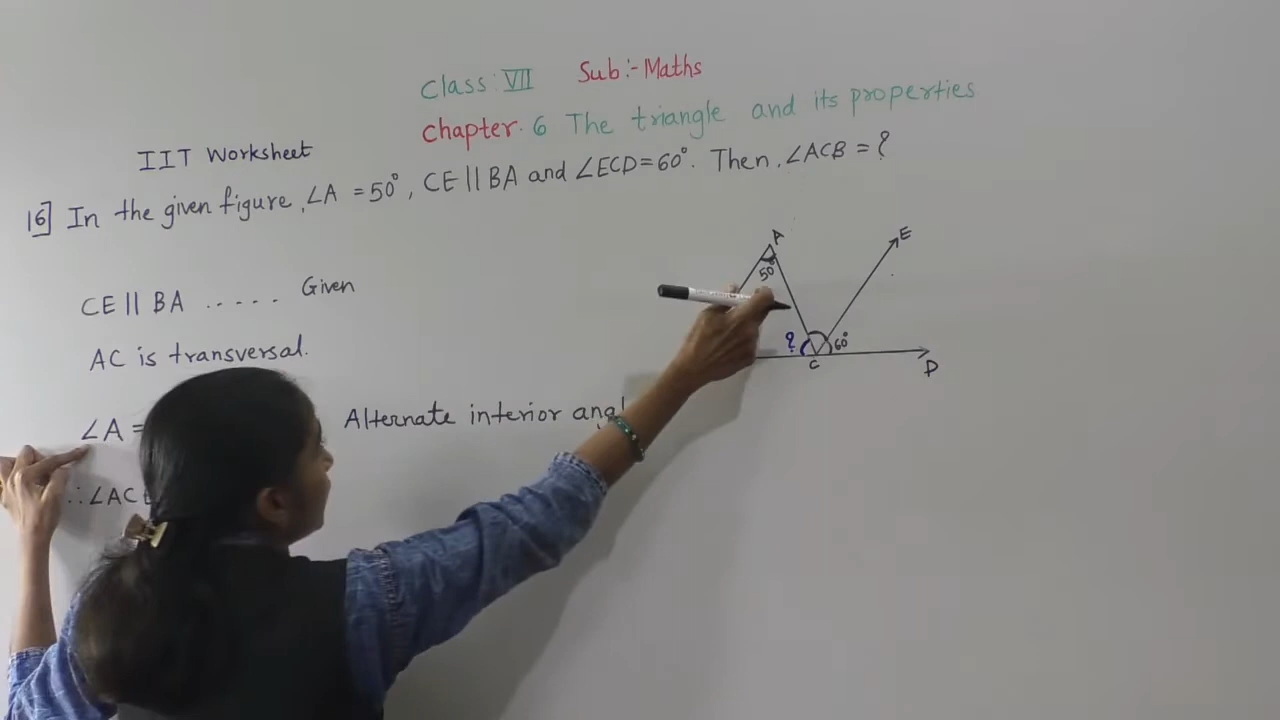 Class: VII Sub:- Maths
Chapter. 6 The triangle and its properties
IIT Worksheet
16] In the given figure, ∠A = 50°, CE || BA and ∠ECD = 60°. Then, ∠ACB = ?
CE || BA ..... Given
AC is transversal.
∠A = Alternate interior
∴ ∠AC
A
E
50°
? 60°
C
D